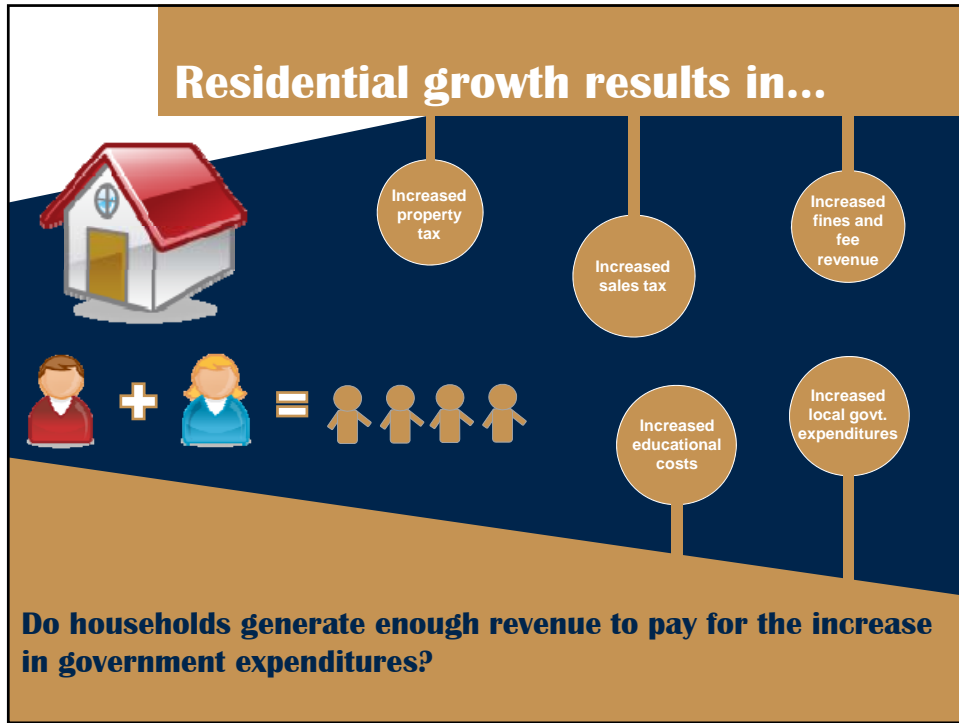 Residential growth results in...
Increased
property
tax
Increased
sales tax
Increased
fines and
fee
revenue
Increased
educational
costs
Increased
local govt.
expenditures
Do households generate enough revenue to pay for the increase
in government expenditures?